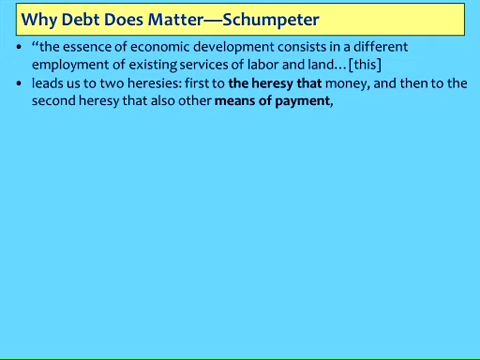 Why Debt Does Matter—Schumpeter
• “the essence of economic development consists in a different
employment of existing services of labor and land…[this]
• leads us to two heresies: first to the heresy that money, and then to the
second heresy that also other means of payment,